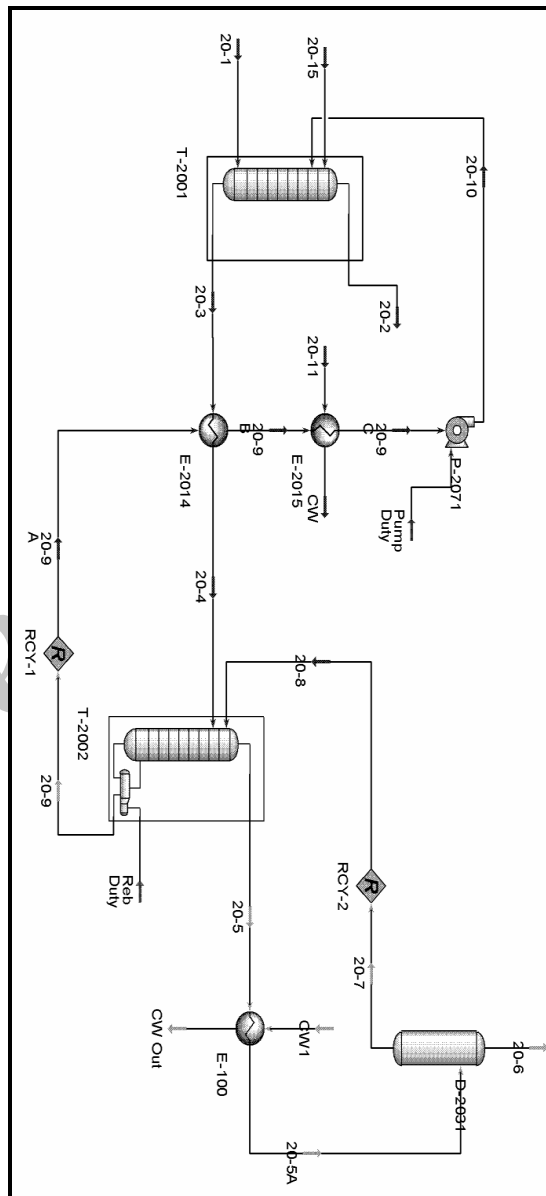 20-1
20-15
T-2001
20-10
20-3
20-2
20-11
20-9
B
20-9
C
E-2014
E-2015
CW
P-2071
Pump
Duty
20-9
A
20-4
RCY-1
20-8
T-2002
20-9
Reb
Duty
RCY-2
20-5
20-7
CW Out
CW1
E-100
D-2031
20-6
20-5A
R
R